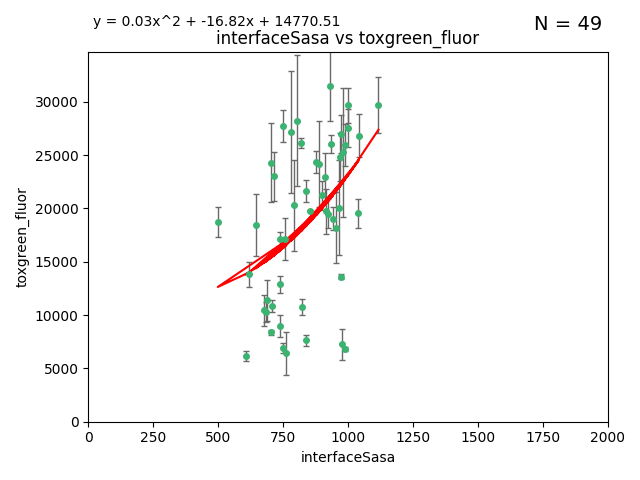 y = 0.03x^2 + -16.82x + 14770.51
N = 49
interfaceSasa vs toxgreen_fluor
toxgreen_fluor
30000
25000
20000
15000
10000
5000
0
0 250 500 750 1000 1250 1500 1750 2000
interfaceSasa